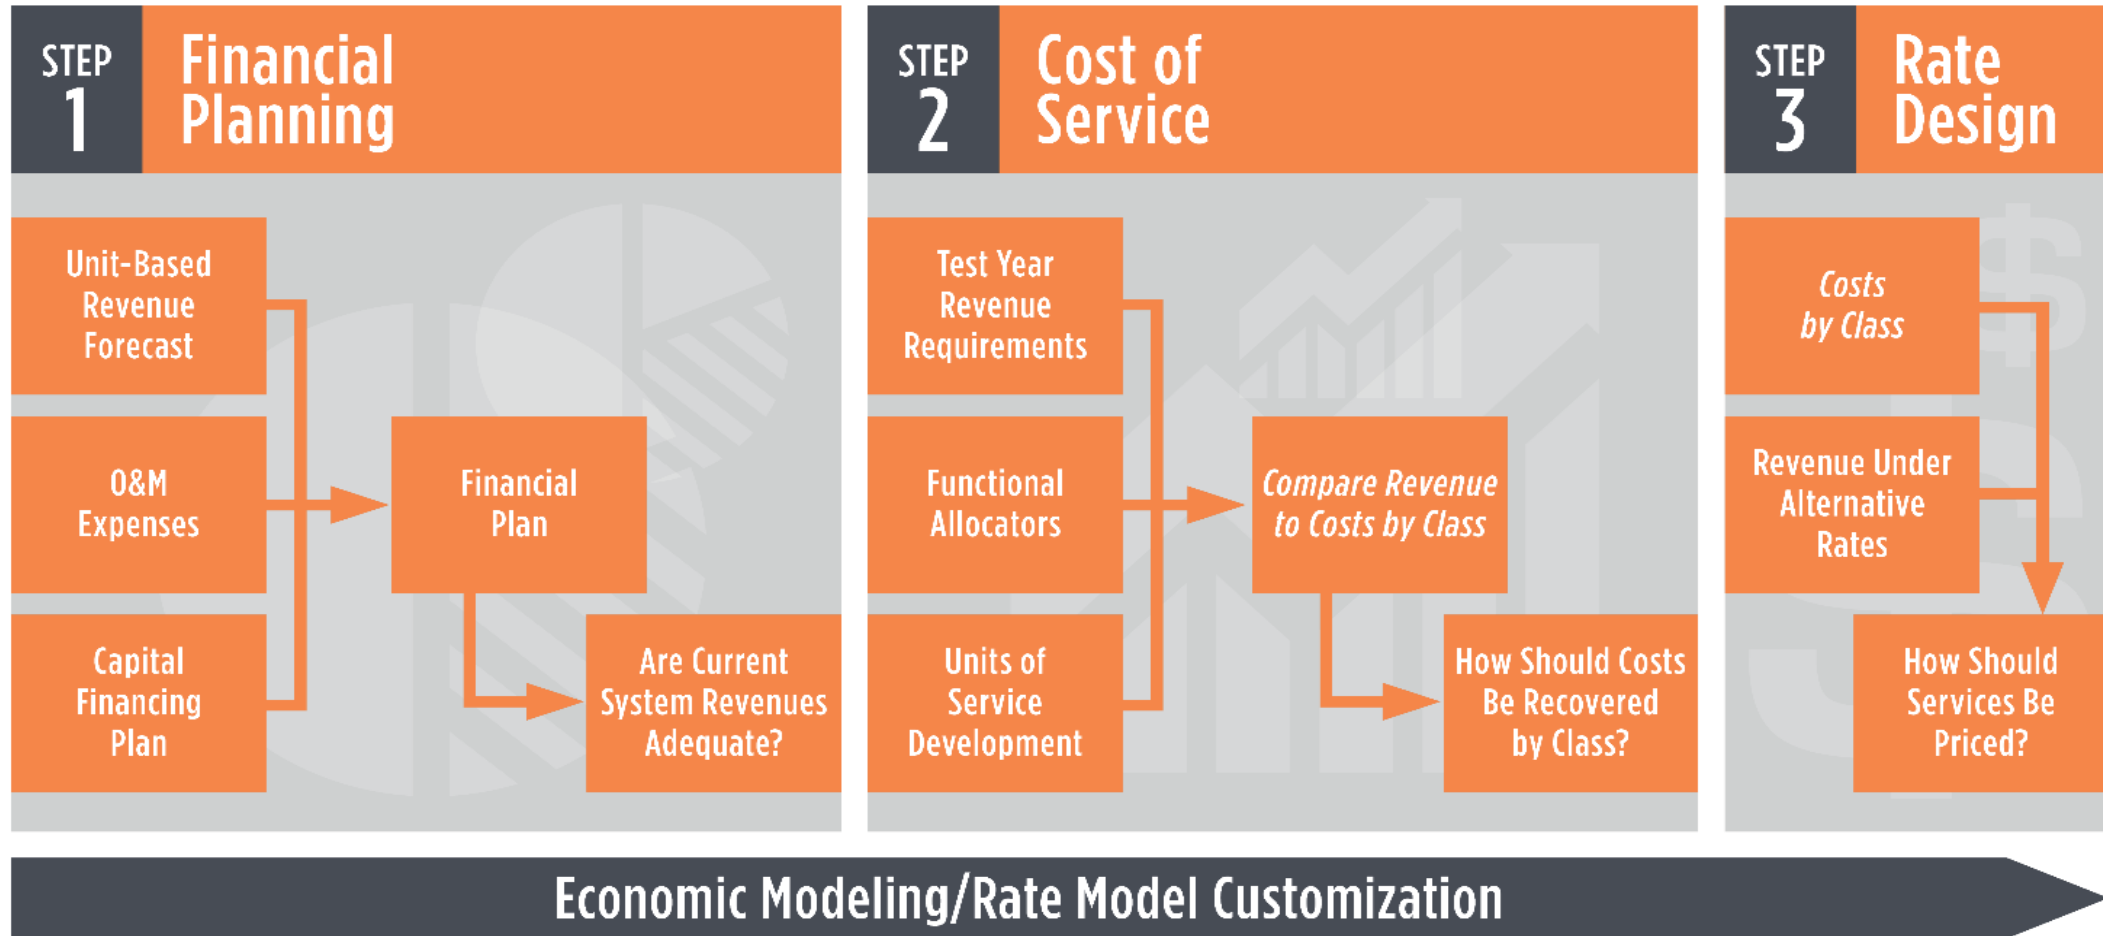 STEP
1
Financial
Planning
Unit-Based
Revenue
Forecast
O&M
Expenses
Capital
Financing
Plan
Financial
Plan
Are Current
System Revenues
Adequate?
STEP
2
Cost of
Service
Test Year
Revenue
Requirements
Functional
Allocators
Units of
Service
Development
Compare Revenue
to Costs by Class
How Should Costs
Be Recovered
by Class?
STEP
3
Rate
Design
Costs
by Class
Revenue Under
Alternative
Rates
How Should
Services Be
Priced?
Economic Modeling/Rate Model Customization